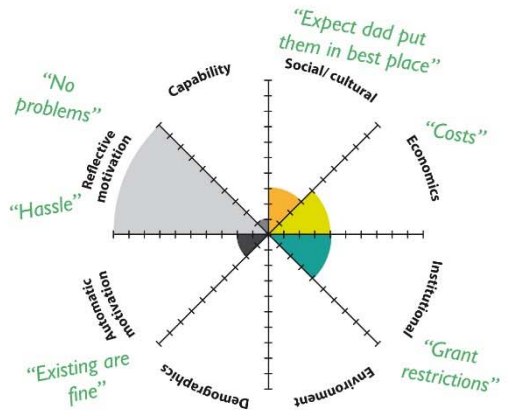 “Expect dad put
them in best place”
Social/cultural
Capability
“No
problems”
“Costs”
Economics
Reflective
motivation
“Hassle”
Automatic
motivation
Institutional
“Existing are
fine”
Demographics
Environment
“Grant
restrictions”